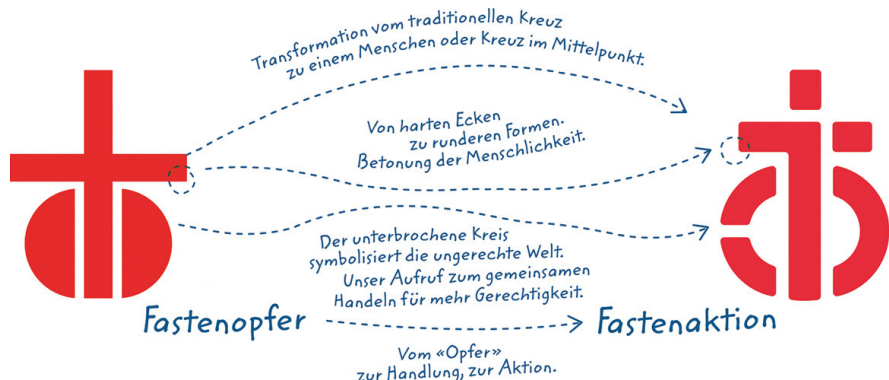 Transformation vom traditionellen Kreuz
zu einem Menschen oder Kreuz im Mittelpunkt.
Von harten Ecken
zu runderen Formen.
Betonung der Menschlichkeit.
Der unterbrochene Kreis
symbolisiert die ungerechte Welt.
Unser Aufruf zum gemeinsamen
Handeln für mehr Gerechtigkeit.
Fastenopfer
Fastenaktion
Vom «Opfer»
zur Handlung, zur Aktion.